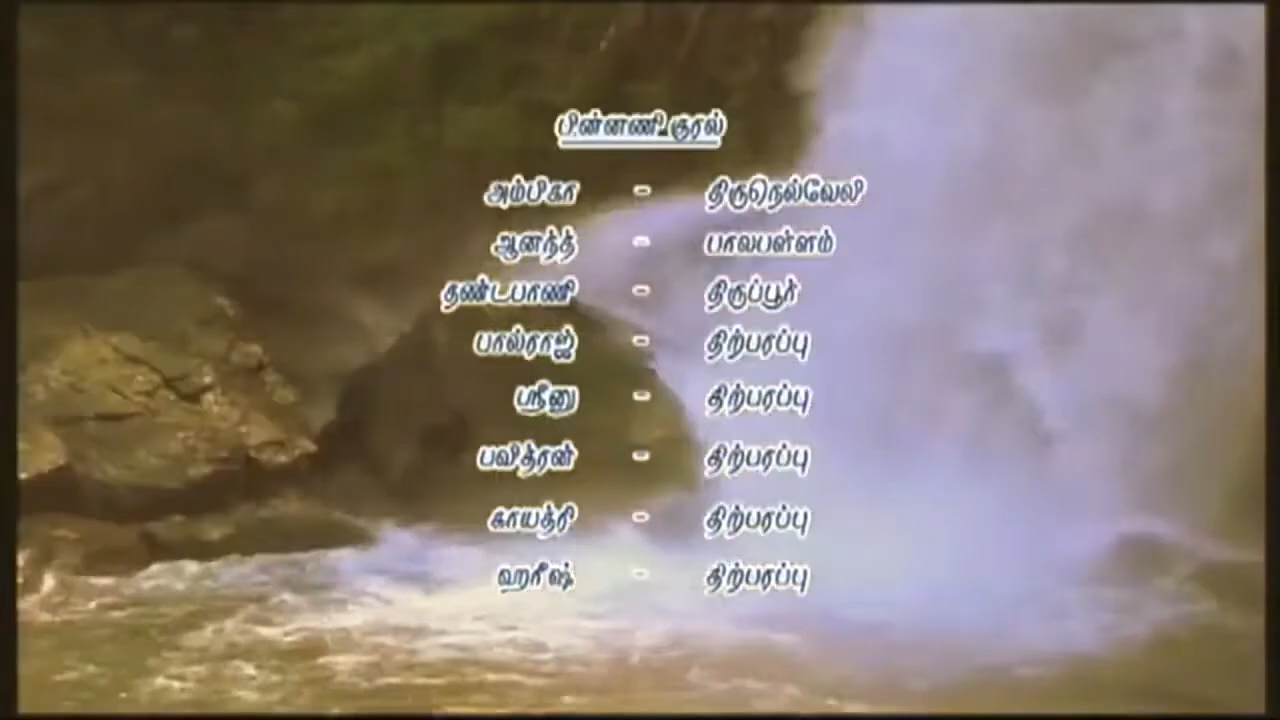 பின்னணி குரல்
அம்பிகா - திருநெல்வேலி
ஆனந்த் - பாலபள்ளம்
தண்டபாணி - திருப்பூர்
பால்ராஜ் - திற்பரப்பு
ஸ்ரீனு - திற்பரப்பு
பவித்ரன் - திற்பரப்பு
காயத்ரி - திற்பரப்பு
ஹரீஷ் - திற்பரப்பு